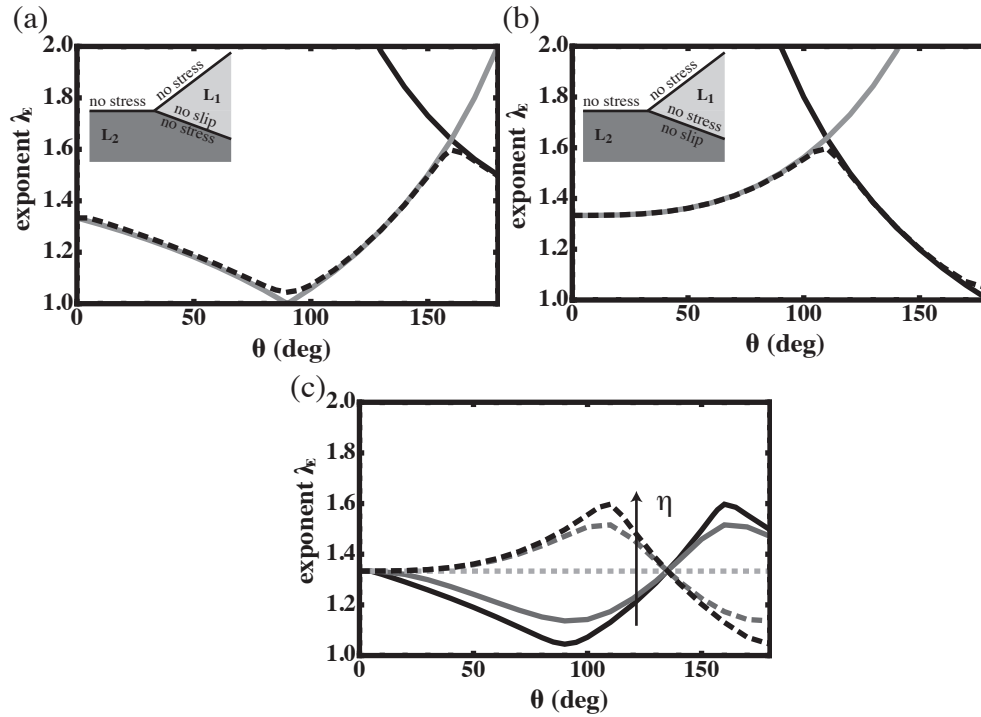 (a)
2.0
1.8
1.6
1.4
1.2
1.0
exponent λE
0 50 100 150
θ (deg)
no stress
no stress
L1
no slip
no stress
L2
(b)
2.0
1.8
1.6
1.4
1.2
1.0
exponent λE
0 50 100 150
θ (deg)
no stress
no stress
L1
no stress
no slip
L2
(c)
2.0
1.8
1.6
1.4
1.2
1.0
exponent λE
0 50 100 150
θ (deg)
η